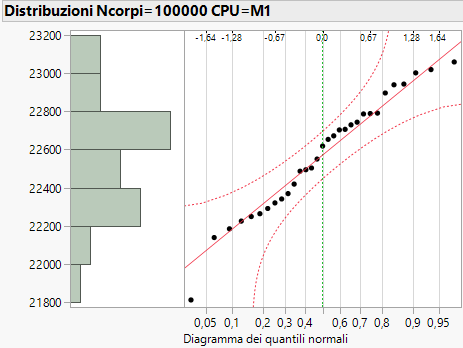 Distribuzioni Ncorpi=100000 CPU=M1
23200
23000
22800
22600
22400
22200
22000
21800
-1,64 -1,28 -0,67 0,0 0,67 1,28 1,64
0,05 0,1 0,2 0,3 0,4 0,6 0,7 0,8 0,9 0,95
Diagramma dei quantili normali